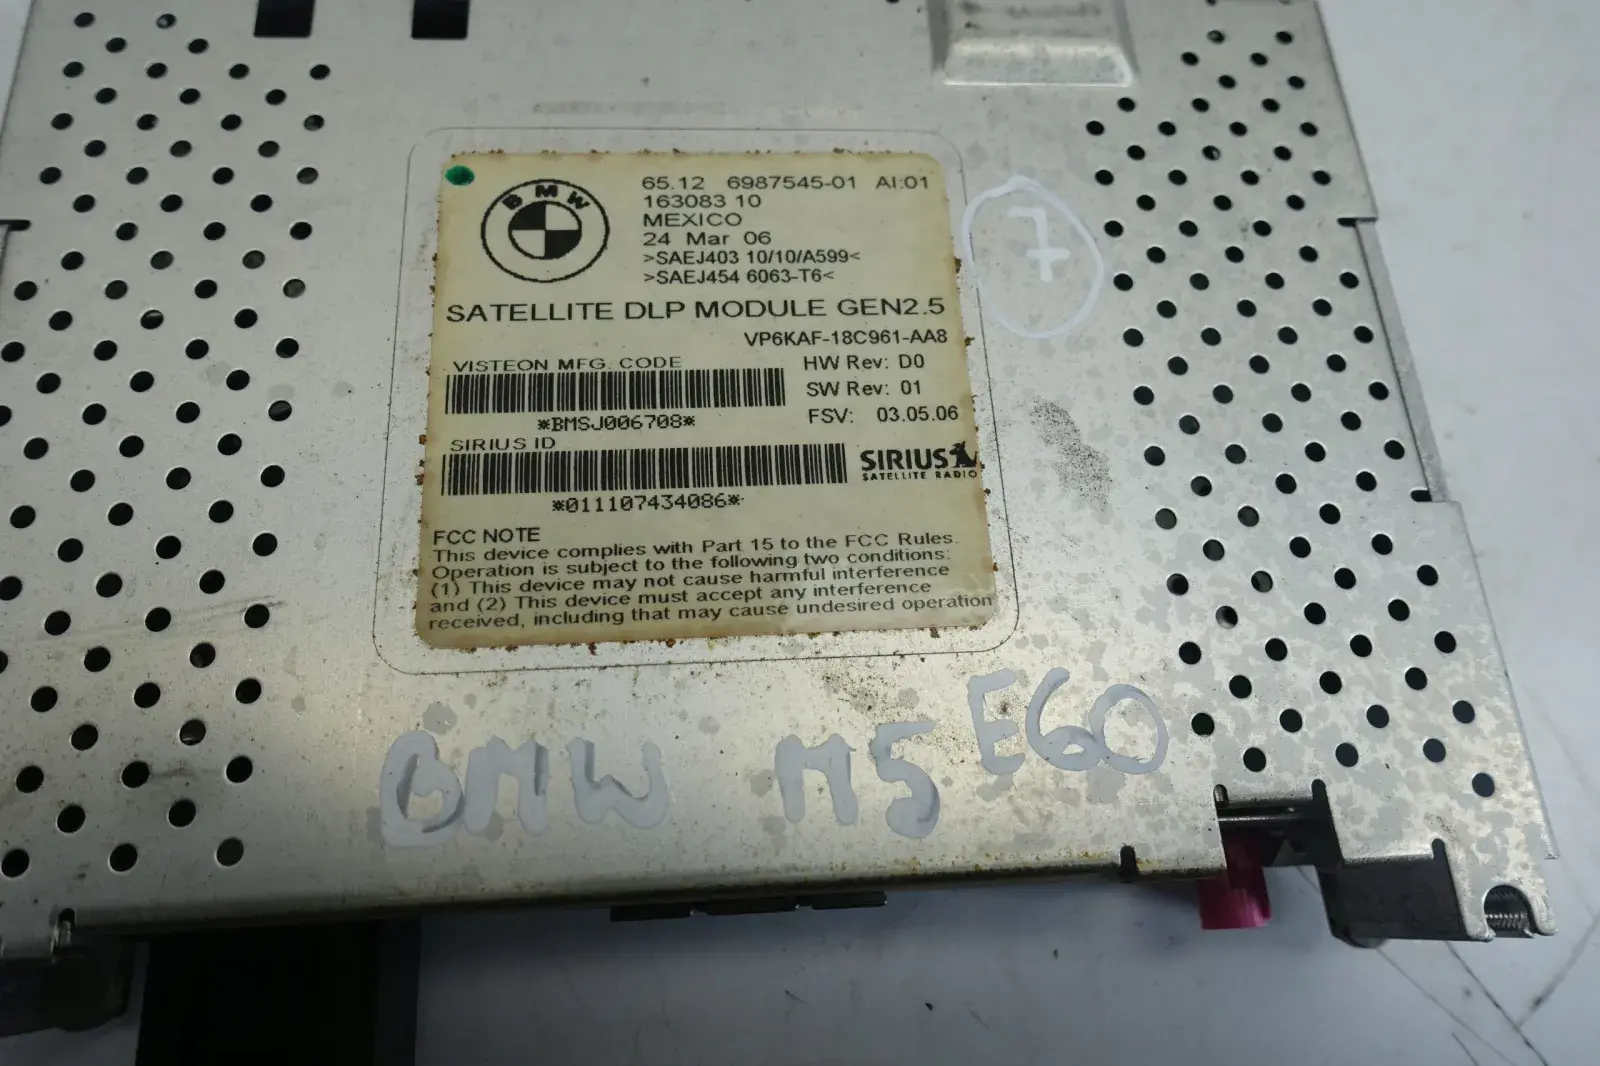 BMW
65.12 6987545-01 AI:01
163083 10
MEXICO
24 Mar 06
>SAEJ403 10/10/A599<
>SAEJ454 6063-T6<
SATELLITE DLP MODULE GEN2.5
VP6KAF-18C961-AA8
VISTEON MFG. CODE
HW Rev: D0
SW Rev: 01
*BMSJ006708*
FSV: 03.05.06
SIRIUS ID
SIRIUS
SATELLITE RADIO
*011107434086*
FCC NOTE
This device complies with Part 15 to the FCC Rules.
Operation is subject to the following two conditions:
(1) This device may not cause harmful interference
and (2) This device must accept any interference
received, including that may cause undesired operation
7
BMW M5 E60